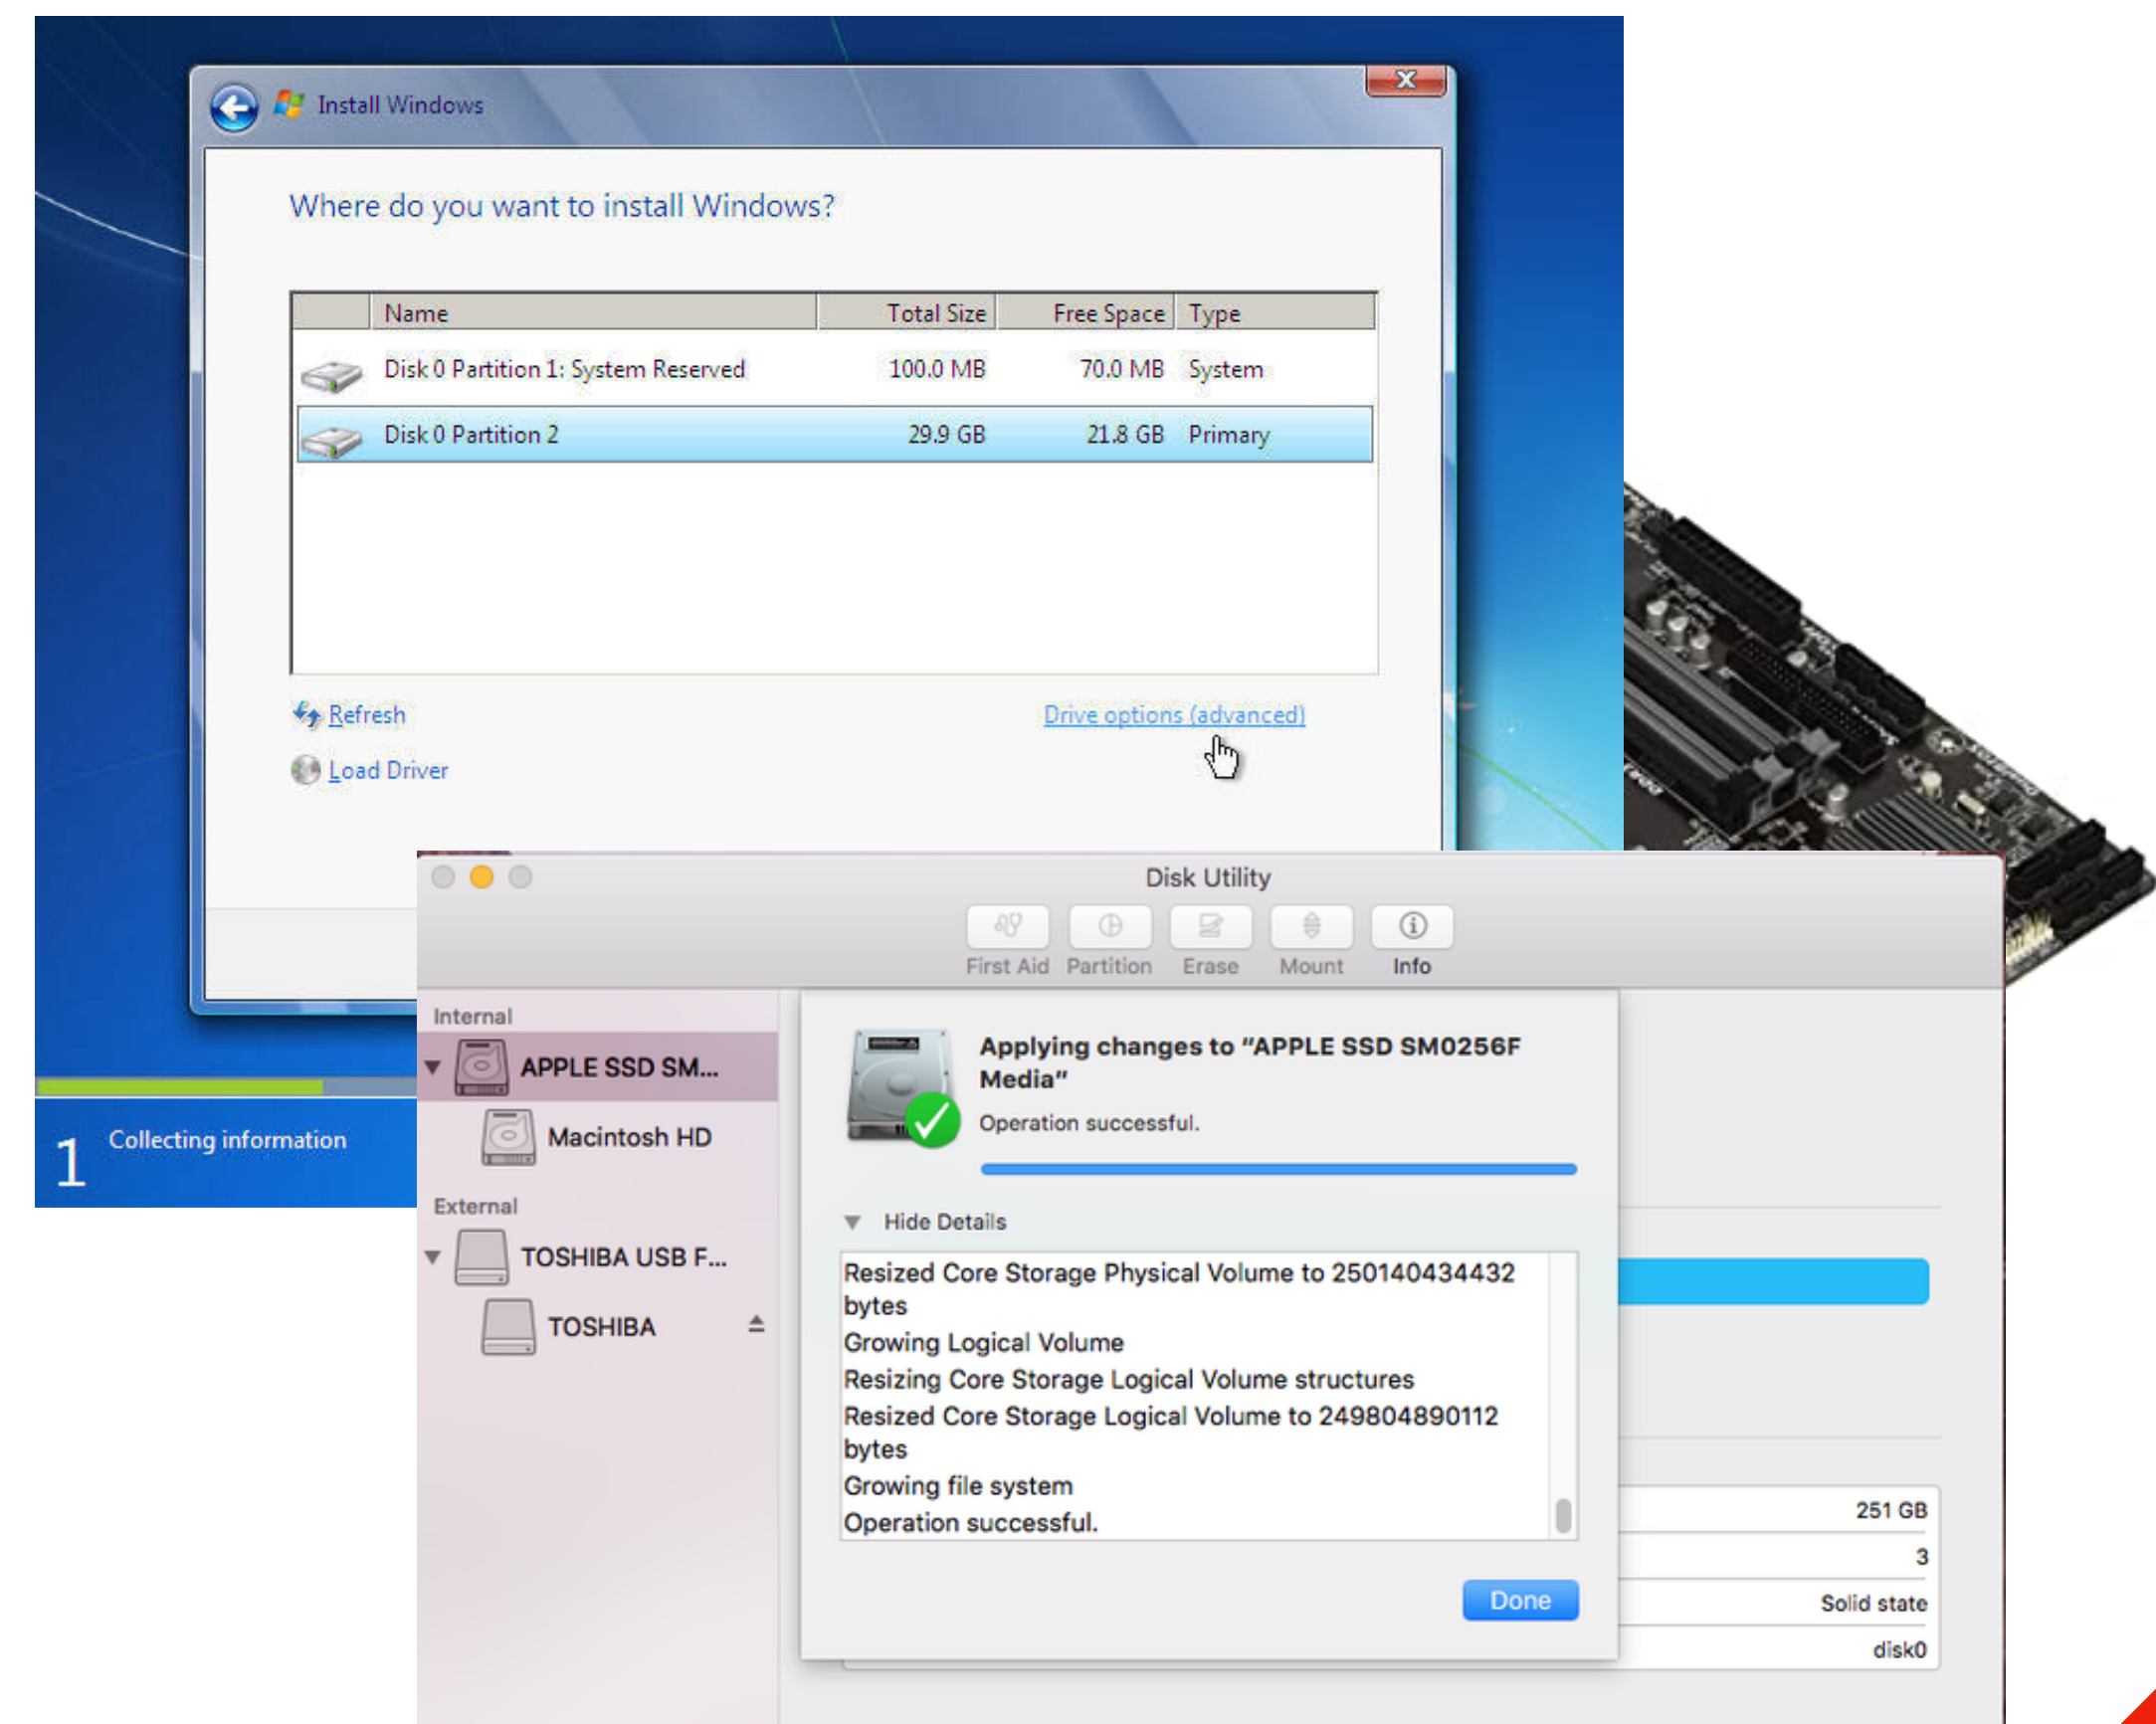 Install Windows
Where do you want to install Windows?
Name Total Size Free Space Type
Disk 0 Partition 1: System Reserved 100.0 MB 70.0 MB System
Disk 0 Partition 2 29.9 GB 21.8 GB Primary
Refresh
Drive options (advanced)
Load Driver
1 Collecting information
Disk Utility
First Aid Partition Erase Mount Info
Internal
APPLE SSD SM...
Macintosh HD
External
TOSHIBA USB F...
TOSHIBA
Applying changes to “APPLE SSD SM0256F
Media”
Operation successful.
Hide Details
Resized Core Storage Physical Volume to 250140434432
bytes
Growing Logical Volume
Resizing Core Storage Logical Volume structures
Resized Core Storage Logical Volume to 249804890112
bytes
Growing file system
Operation successful.
Done
251 GB
3
Solid state
disk0